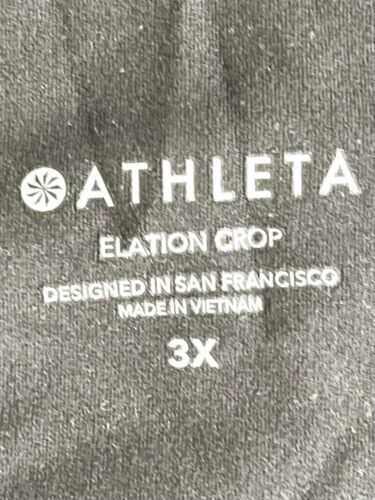 ATHLETA
ELATION CROP
DESIGNED IN SAN FRANCISCO
MADE IN VIETNAM
3X